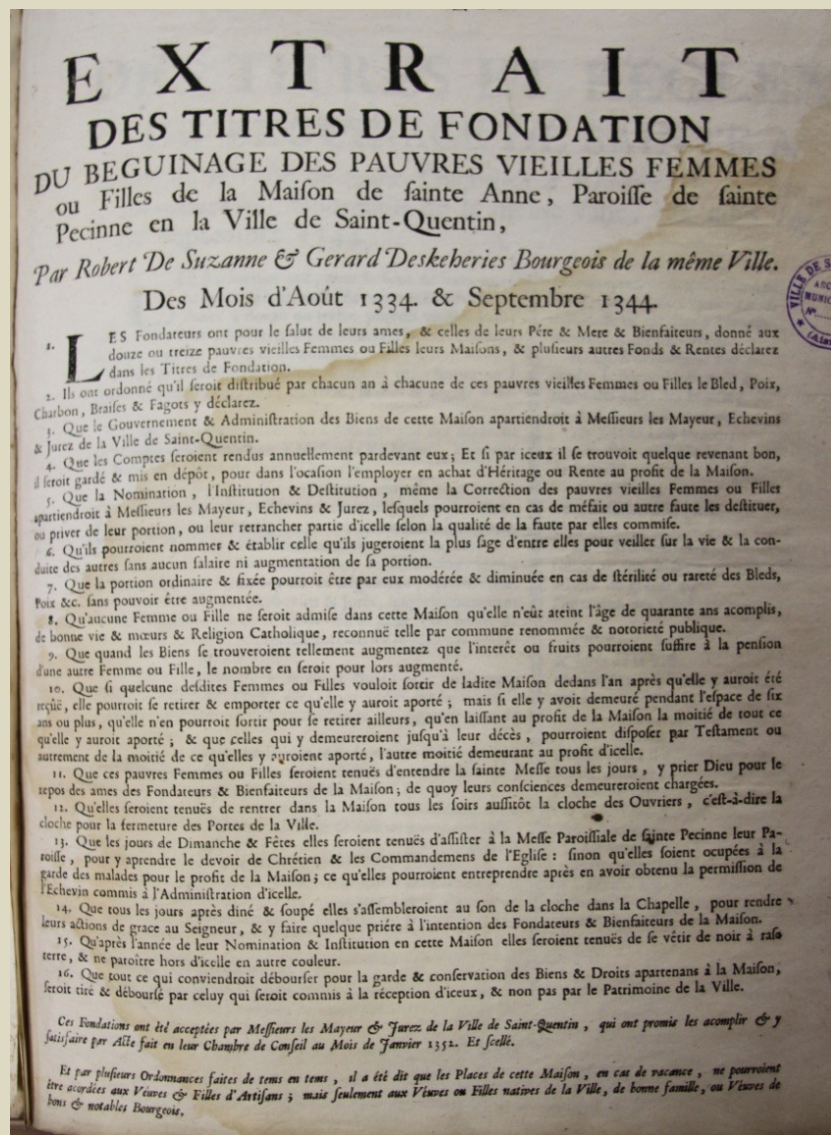 EXTRAIT
DES TITRES DE FONDATION
DU BEGUINAGE DES PAUVRES VIEILLES FEMMES
ou Filles de la Maiſon de ſainte Anne, Paroiſſe de ſainte
Pecinne en la Ville de Saint-Quentin,
Par Robert De Suzanne & Gerard Deskeheries Bourgeois de la même Ville.
Des Mois d'Août 1334. & Septembre 1344.
1. LES Fondateurs ont pour le ſalut de leurs ames, & celles de leurs Pére & Mere & Bienfaiteurs, donné aux
douze ou treize pauvres vieilles Femmes ou Filles leurs Maiſons, & pluſieurs autres Fonds & Rentes déclarez
dans les Titres de Fondation.
2. Ils ont ordonné qu'il ſeroit diſtribué par chacun an à chacune de ces pauvres vieilles Femmes ou Filles le Bled, Poix,
Charbon, Braiſes & Fagots y déclarez.
3. Que le Gouvernement & Adminiſtration des Biens de cette Maiſon apartiendroit à Meſſieurs les Mayeur, Echevins
& Jurez de la Ville de Saint-Quentin.
4. Que les Comptes ſeroient rendus annuellement pardevant eux; Et ſi par iceux il ſe trouvoit quelque revenant bon,
il ſeroit gardé & mis en dépôt, pour dans l'ocaſion l'employer en achat d'Héritage ou Rente au profit de la Maiſon.
5. Que la Nomination, l'Inſtitution & Deſtitution, même la Correction des pauvres vieilles Femmes ou Filles
apartiendroit à Meſſieurs les Mayeur, Echevins & Jurez, leſquels pourroient en cas de méfait ou autre faute les deſtituer,
ou priver de leur portion, ou leur retrancher partie d'icelle ſelon la qualité de la faute par elles commiſe.
6. Qu'ils pourroient nommer & établir celle qu'ils jugeroient la plus ſage d'entre elles pour veiller ſur la vie & la con-
duite des autres ſans aucun ſalaire ni augmentation de ſa portion.
7. Que la portion ordinaire & fixée pourroit être par eux modérée & diminuée en cas de ſtérilité ou rareté des Bleds,
Poix &c. ſans pouvoir être augmentée.
8. Qu'aucune Femme ou Fille ne ſeroit admiſe dans cette Maiſon qu'elle n'eût ateint l'âge de quarante ans acomplis,
de bonne vie & mœurs & Religion Catholique, reconnuë telle par commune renommée & notorieté publique.
9. Que quand les Biens ſe trouveroient tellement augmentez que l'interêt ou fruits pourroient ſuffire à la penſion
d'une autre Femme ou Fille, le nombre en ſeroit pour lors augmenté.
10. Que ſi quelcune deſdites Femmes ou Filles vouloit ſortir de ladite Maiſon dedans l'an après qu'elle y auroit été
reçûë, elle pourroit ſe retirer & emporter ce qu'elle y auroit aporté; mais ſi elle y avoit demeuré pendant l'eſpace de ſix
ans ou plus, qu'elle n'en pourroit ſortir pour ſe retirer ailleurs, qu'en laiſſant au profit de la Maiſon la moitié de tout ce
qu'elle y auroit aporté; & que celles qui y demeureroient juſqu'à leur décès, pourroient diſpoſer par Teſtament ou
autrement de la moitié de ce qu'elles y auroient aporté, l'autre moitié demeurant au profit d'icelle.
11. Que ces pauvres Femmes ou Filles ſeroient tenuës d'entendre la ſainte Meſſe tous les jours, y prier Dieu pour le
repos des ames des Fondateurs & Bienfaiteurs de la Maiſon; de quoy leurs conſciences demeureroient chargées.
12. Qu'elles ſeroient tenuës de rentrer dans la Maiſon tous les ſoirs auſſitôt la cloche des Ouvriers, c'eſt-à-dire la
cloche pour la fermeture des Portes de la Ville.
13. Que les jours de Dimanche & Fêtes elles ſeroient tenuës d'aſſiſter à la Meſſe Paroiſſiale de ſainte Pecinne leur Pa-
roiſſe, pour y aprendre le devoir de Chrétien & les Commandemens de l'Egliſe: ſinon qu'elles ſoient ocupées à la
garde des malades pour le profit de la Maiſon; ce qu'elles pourroient entreprendre après en avoir obtenu la permiſſion de
l'Echevin commis à l'Adminiſtration d'icelle.
14. Que tous les jours après diné & ſoupé elles s'aſſembleroient au ſon de la cloche dans la Chapelle, pour rendre
leurs actions de grace au Seigneur, & y faire quelque priére à l'intention des Fondateurs & Bienfaiteurs de la Maiſon.
15. Qu'après l'année de leur Nomination & Inſtitution en cette Maiſon elles ſeroient tenuës de ſe vêtir de noir à raſe
terre, & ne paroître hors d'icelle en autre couleur.
16. Que tout ce qui conviendroit débourſer pour la garde & conſervation des Biens & Droits apartenans à la Maiſon,
ſeroit tiré & débourſé par celuy qui ſeroit commis à la réception d'iceux, & non pas par le Patrimoine de la Ville.
Ces Fondations ont été acceptées par Meſſieurs les Mayeur & Jurez de la Ville de Saint-Quentin, qui ont promis les acomplir & y
ſatisfaire par Acte fait en leur Chambre de Conſeil au Mois de Janvier 1352. Et ſcellé.
Et par pluſieurs Ordonnances faites de tems en tems, il a été dit que les Places de cette Maiſon, en cas de vacance, ne pourroient
être acordées aux Véuves & Filles d'Artiſans; mais ſeulement aux Véuves ou Filles natives de la Ville, de bonne famille, ou Véuves de
bons & notables Bourgeois.
VILLE DE S